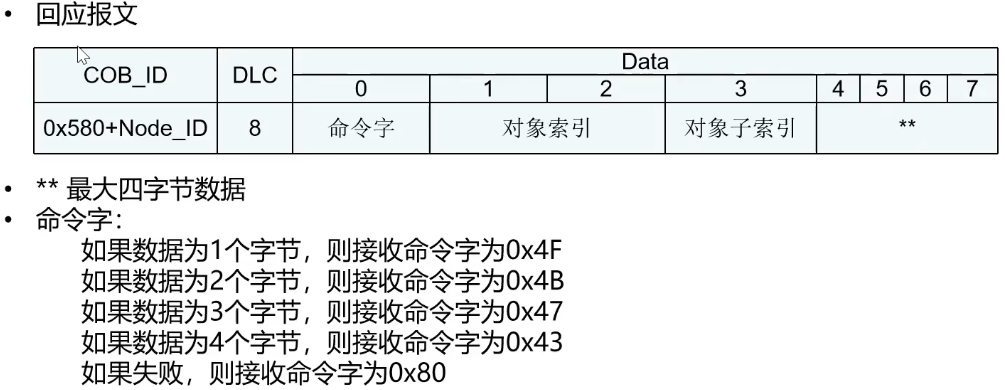 • 回应报文
COB_ID DLC Data
0 1 2 3 4 5 6 7
0x580+Node_ID 8 命令字 对象索引 对象子索引 **
• ** 最大四字节数据
• 命令字：
如果数据为1个字节，则接收命令字为0x4F
如果数据为2个字节，则接收命令字为0x4B
如果数据为3个字节，则接收命令字为0x47
如果数据为4个字节，则接收命令字为0x43
如果失败，则接收命令字为0x80